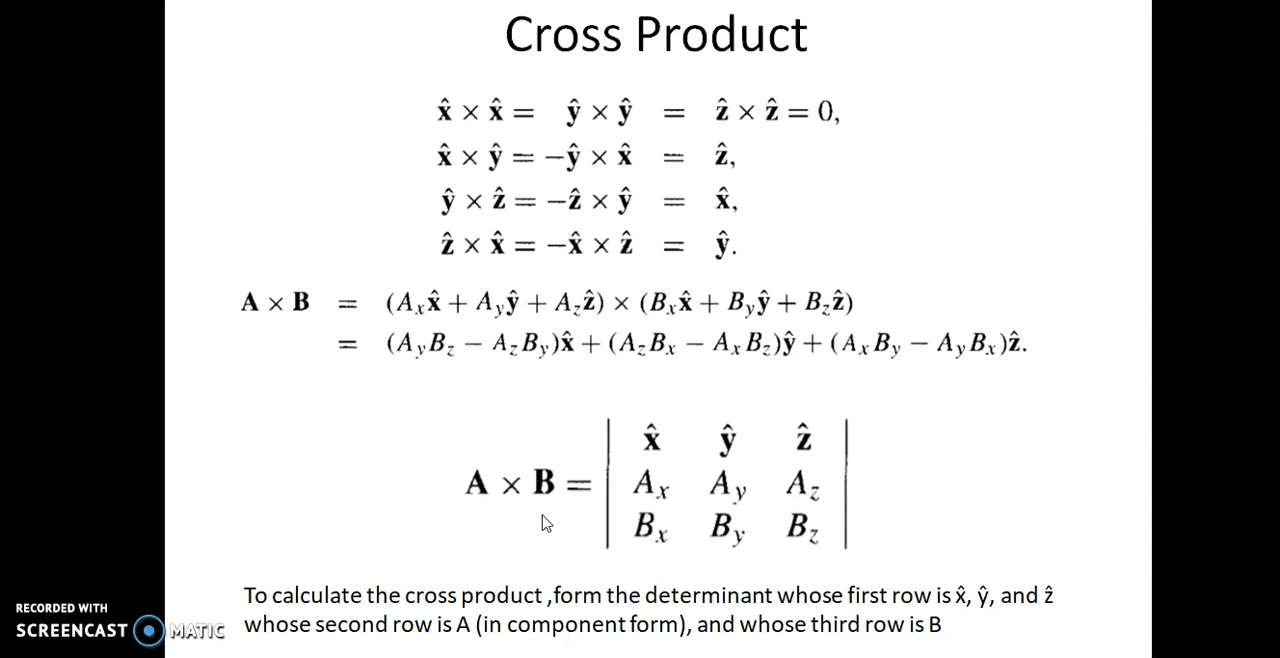 Cross Product
x̂ × x̂ = ŷ × ŷ = ẑ × ẑ = 0,
x̂ × ŷ = −ŷ × x̂ = ẑ,
ŷ × ẑ = −ẑ × ŷ = x̂,
ẑ × x̂ = −x̂ × ẑ = ŷ.
A × B = (Aₓx̂ + A_yŷ + A_zẑ) × (Bₓx̂ + B_yŷ + B_zẑ)
= (A_yB_z − A_zB_y)x̂ + (A_zBₓ − AₓB_z)ŷ + (AₓB_y − A_yBₓ)ẑ.
x̂ ŷ ẑ
A × B = | Aₓ A_y A_z |
Bₓ B_y B_z
To calculate the cross product ,form the determinant whose first row is x̂, ŷ, and ẑ
whose second row is A (in component form), and whose third row is B
RECORDED WITH
SCREENCAST MATIC